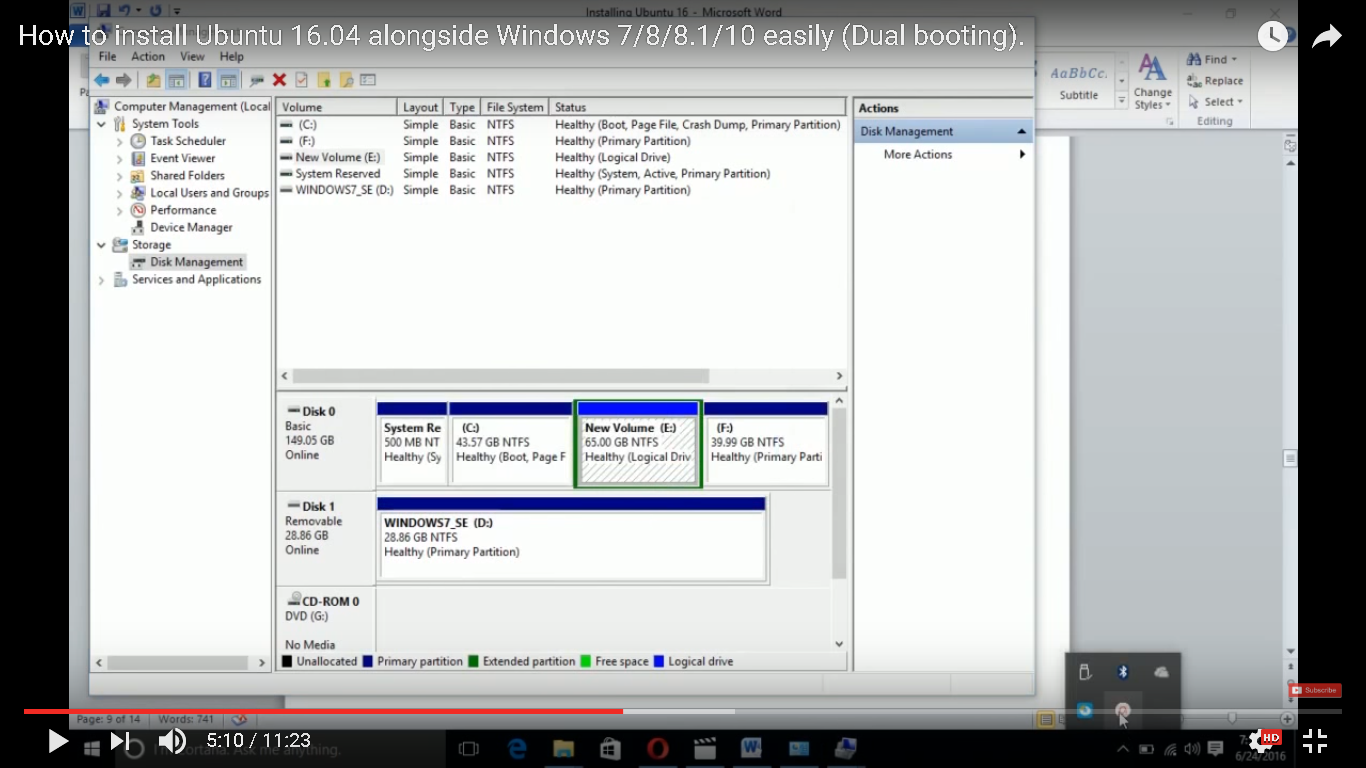 Installing Ubuntu 16 - Microsoft Word
How to install Ubuntu 16.04 alongside Windows 7/8/8.1/10 easily (Dual booting).
File Action View Help
Find
Replace
Select
Editing
AaBbCc.
Subtitle
Change
Styles
Computer Management (Local
System Tools
Task Scheduler
Event Viewer
Shared Folders
Local Users and Groups
Performance
Device Manager
Storage
Disk Management
Services and Applications
Volume Layout Type File System Status
(C:) Simple Basic NTFS Healthy (Boot, Page File, Crash Dump, Primary Partition)
(F:) Simple Basic NTFS Healthy (Primary Partition)
New Volume (E:) Simple Basic NTFS Healthy (Logical Drive)
System Reserved Simple Basic NTFS Healthy (System, Active, Primary Partition)
WINDOWS7_SE (D:) Simple Basic NTFS Healthy (Primary Partition)
Actions
Disk Management
More Actions
Disk 0
Basic
149.05 GB
Online
System Re
500 MB NT
Healthy (Sy
(C:)
43.57 GB NTFS
Healthy (Boot, Page F
New Volume (E:)
65.00 GB NTFS
Healthy (Logical Driv
(F:)
39.99 GB NTFS
Healthy (Primary Parti
Disk 1
Removable
28.86 GB
Online
WINDOWS7_SE (D:)
28.86 GB NTFS
Healthy (Primary Partition)
CD-ROM 0
DVD (G:)
No Media
Unallocated Primary partition Extended partition Free space Logical drive
Subscribe
Page: 9 of 14 Words: 741
5:10 / 11:23
Cortana. Ask me anything.
HD
6/24/2016